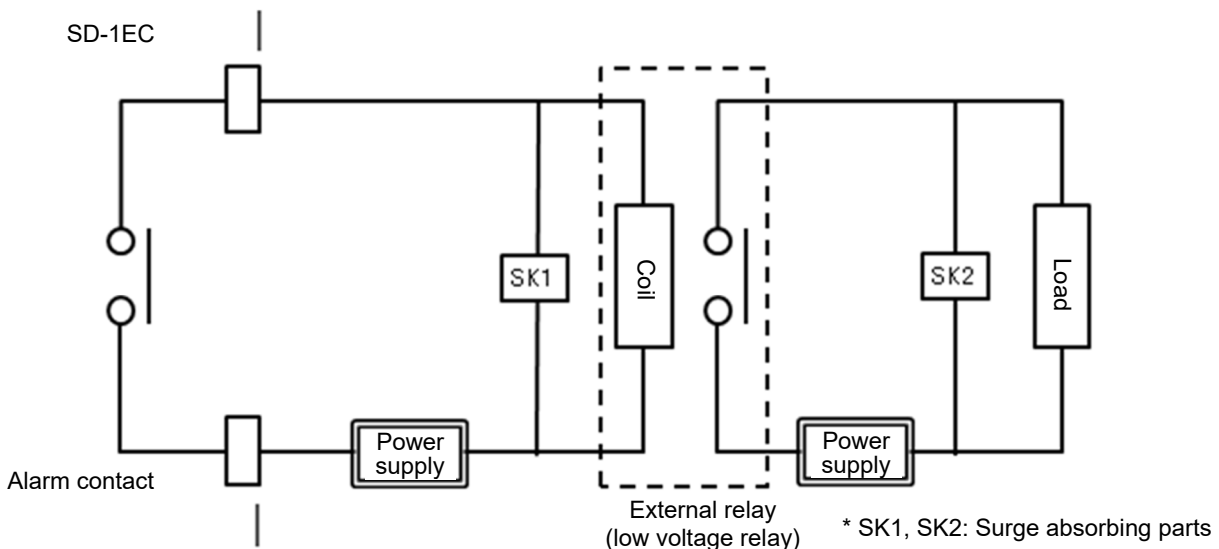 SD-1EC
SK1
Coil
SK2
Load
Power
supply
Power
supply
Alarm contact
External relay
(low voltage relay)
* SK1, SK2: Surge absorbing parts